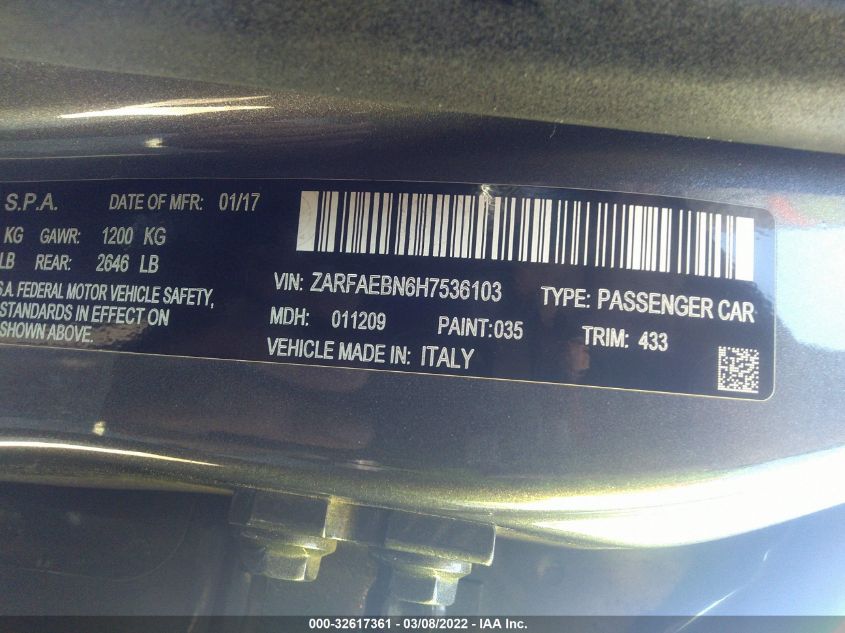 S.P.A. DATE OF MFR: 01/17
KG GAWR: 1200 KG
LB REAR: 2646 LB
S.A. FEDERAL MOTOR VEHICLE SAFETY,
STANDARDS IN EFFECT ON
SHOWN ABOVE.
VIN: ZARFAEBN6H7536103 TYPE: PASSENGER CAR
MDH: 011209 PAINT:035 TRIM: 433
VEHICLE MADE IN: ITALY
000-32617361 - 03/08/2022 - IAA Inc.